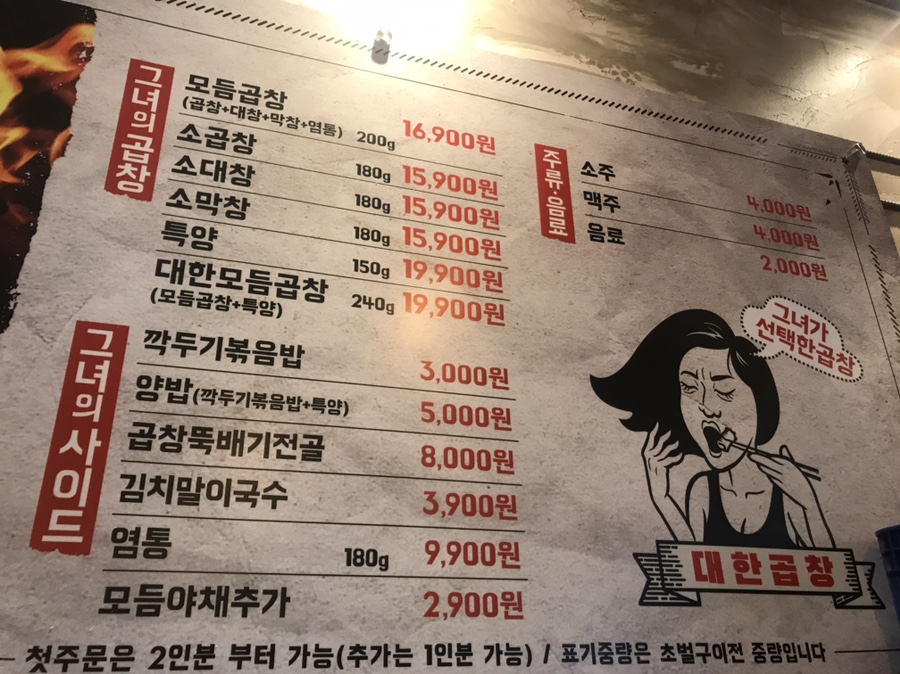 그녀의곱창
모듬곱창
(곱창+대창+막창+염통) 200g 16,900원
소곱창 180g 15,900원
소대창 180g 15,900원
소막창 180g 15,900원
특양 150g 19,900원
대한모듬곱창
(모듬곱창+특양) 240g 19,900원
그녀의사이드
깍두기볶음밥 3,000원
양밥(깍두기볶음밥+특양) 5,000원
곱창뚝배기전골 8,000원
김치말이국수 3,900원
염통 180g 9,900원
모듬야채추가 2,900원
주류·음료
소주 4,000원
맥주 4,000원
음료 2,000원
그녀가
선택한곱창
대한곱창
첫주문은 2인분 부터 가능(추가는 1인분 가능) / 표기중량은 초벌구이전 중량입니다